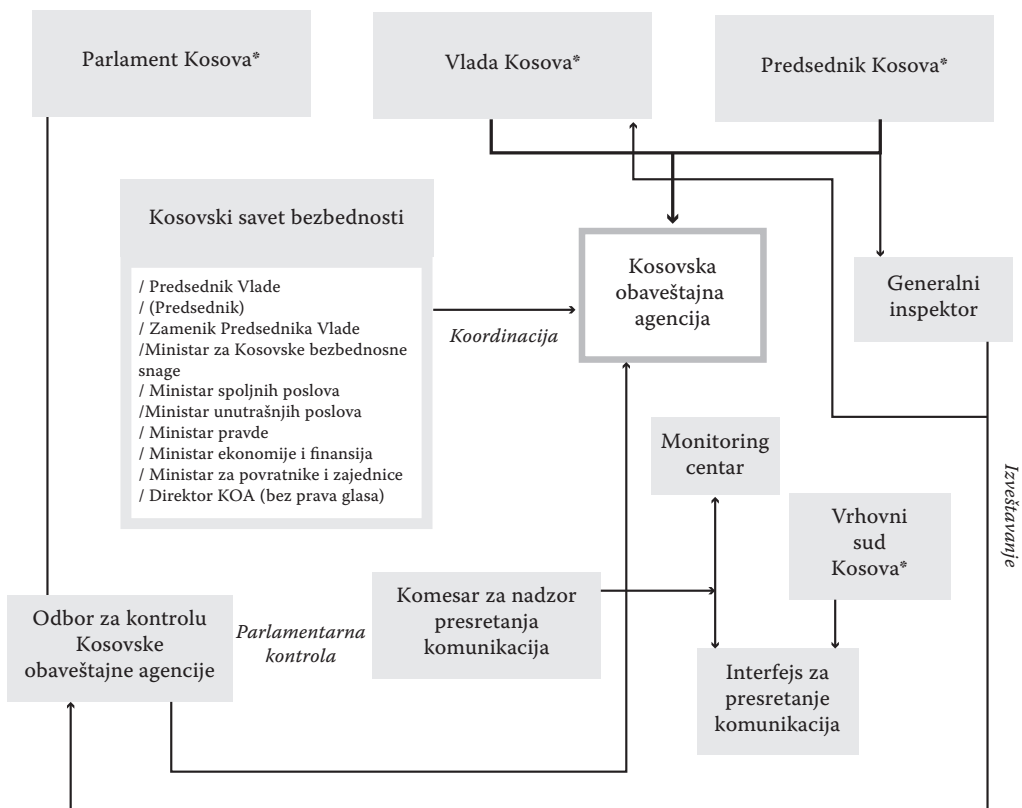 Parlament Kosova*
Vlada Kosova*
Predsednik Kosova*
Kosovski savet bezbednosti
/ Predsednik Vlade
/ (Predsednik)
/ Zamenik Predsednika Vlade
/Ministar za Kosovske bezbednosne
snage
/ Ministar spoljnih poslova
/Ministar unutrašnjih poslova
/ Ministar pravde
/ Ministar ekonomije i finansija
/ Ministar za povratnike i zajednice
/ Direktor KOA (bez prava glasa)
Koordinacija
Kosovska
obaveštajna
agencija
Generalni
inspektor
Monitoring
centar
Vrhovni
sud
Kosova*
Izveštavanje
Odbor za kontrolu
Kosovske
obaveštajne agencije
Parlamentarna
kontrola
Komesar za nadzor
presretanja
komunikacija
Interfejs za
presretanje
komunikacija